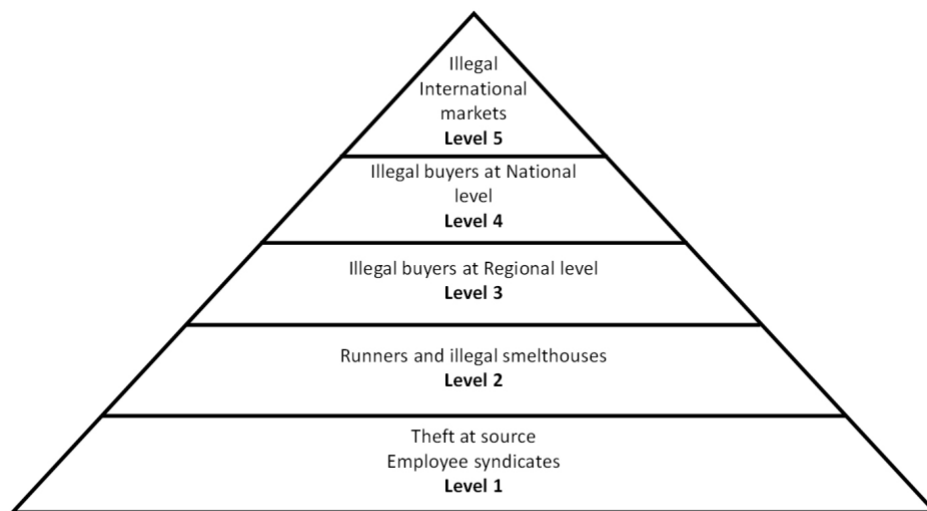 Illegal
International
markets
Level 5
Illegal buyers at National
level
Level 4
Illegal buyers at Regional level
Level 3
Runners and illegal smelthouses
Level 2
Theft at source
Employee syndicates
Level 1